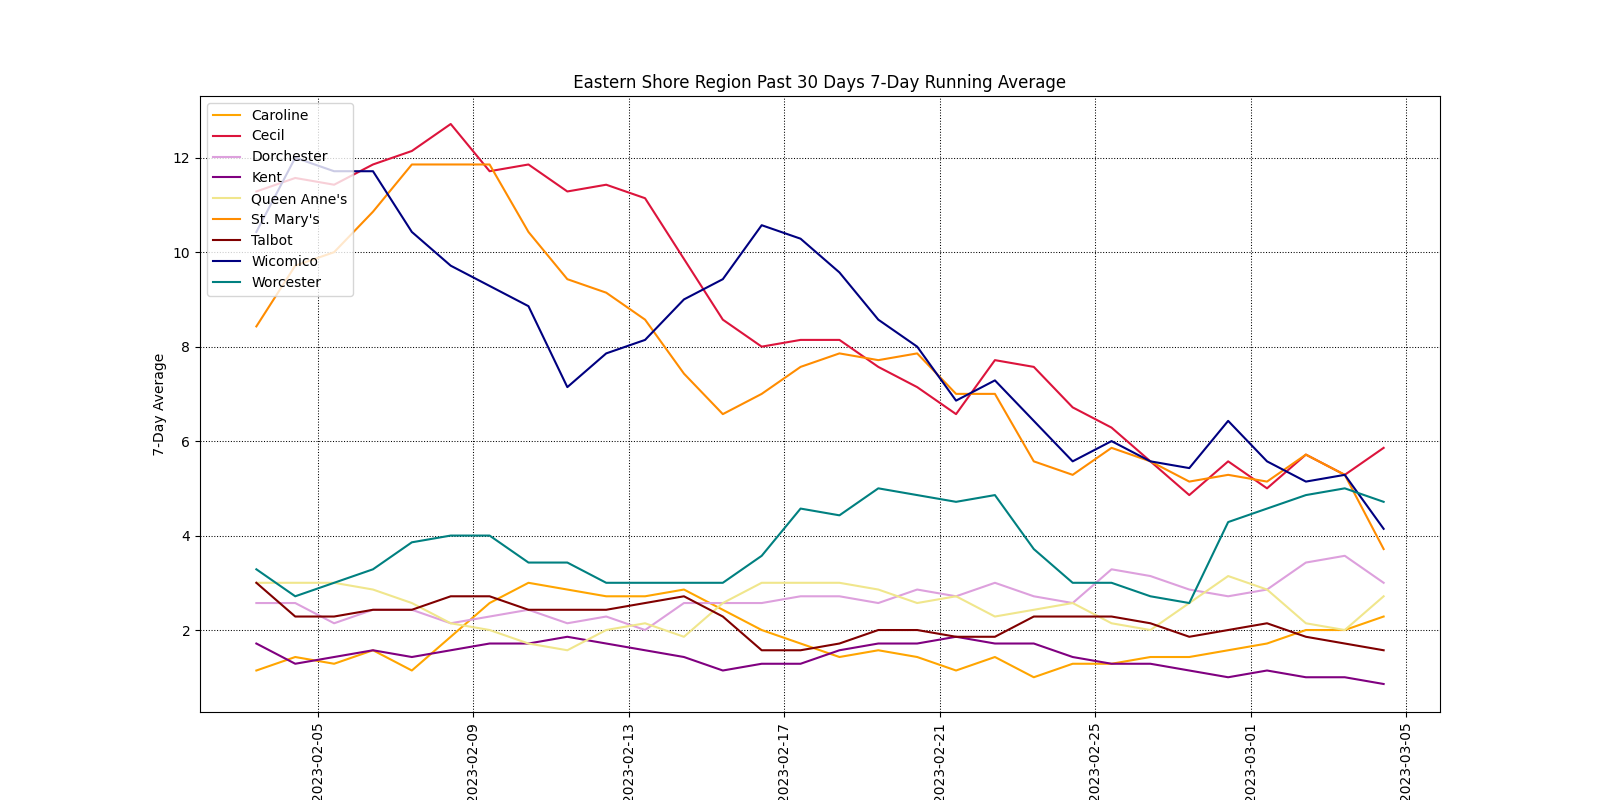 Eastern Shore Region Past 30 Days 7-Day Running Average
Caroline
Cecil
Dorchester
Kent
Queen Anne's
St. Mary's
Talbot
Wicomico
Worcester
12
10
8
6
4
2
7-Day Average
2023-02-05
2023-02-09
2023-02-13
2023-02-17
2023-02-21
2023-02-25
2023-03-01
2023-03-05